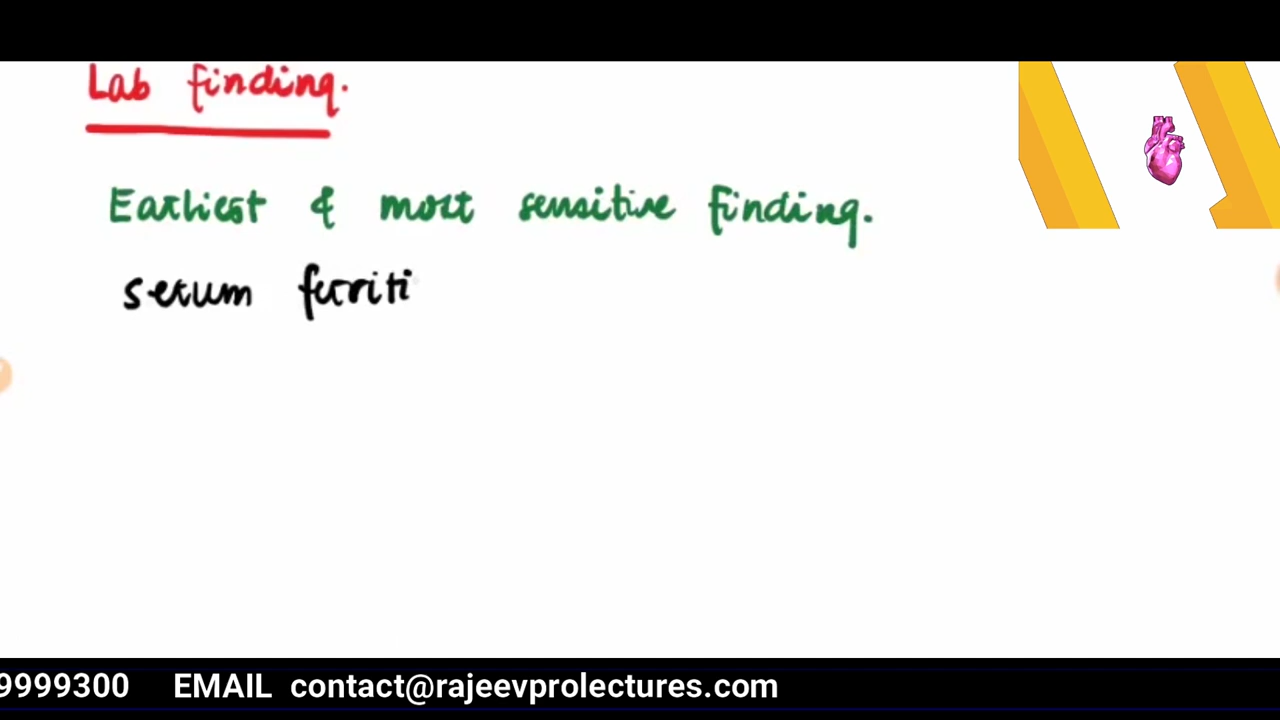 Lab finding.
Earliest & most sensitive finding.
serum ferriti
9999300 EMAIL contact@rajeevprolectures.com